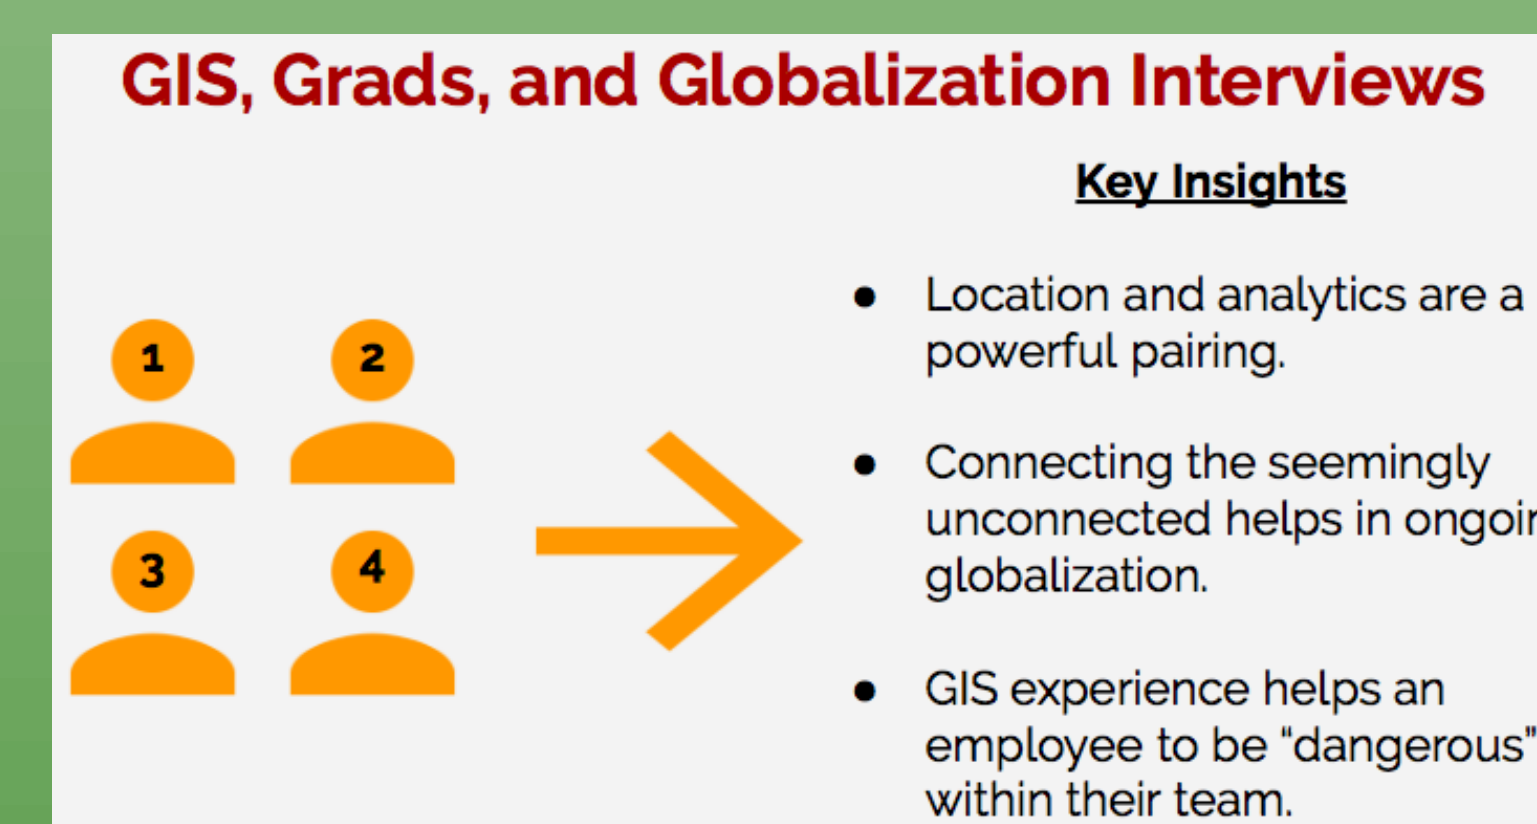 GIS, Grads, and Globalization Interviews
Key Insights
1
2
3
4
● Location and analytics are a
powerful pairing.
● Connecting the seemingly
unconnected helps in
globalization.
● GIS experience helps an
employee to be “dangerous”
within their team.